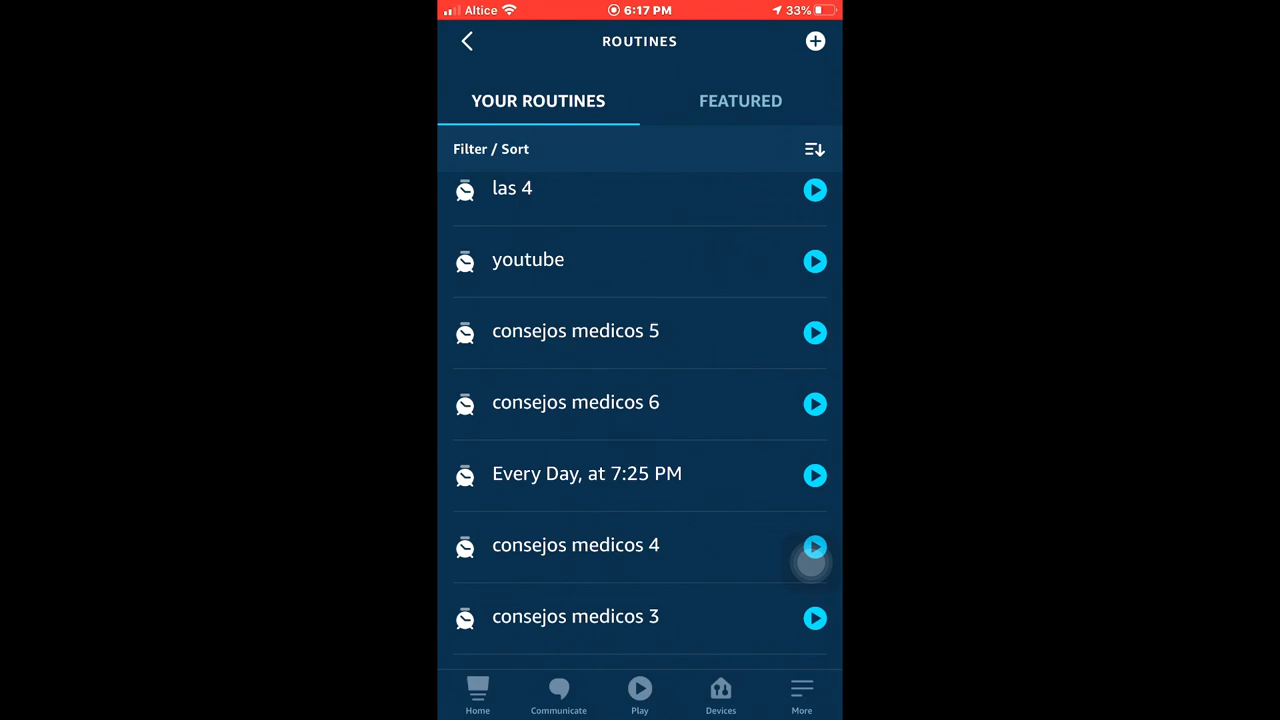 Altice 6:17 PM 33%
ROUTINES
YOUR ROUTINES FEATURED
Filter / Sort
las 4
youtube
consejos medicos 5
consejos medicos 6
Every Day, at 7:25 PM
consejos medicos 4
consejos medicos 3
Home Communicate Play Devices More